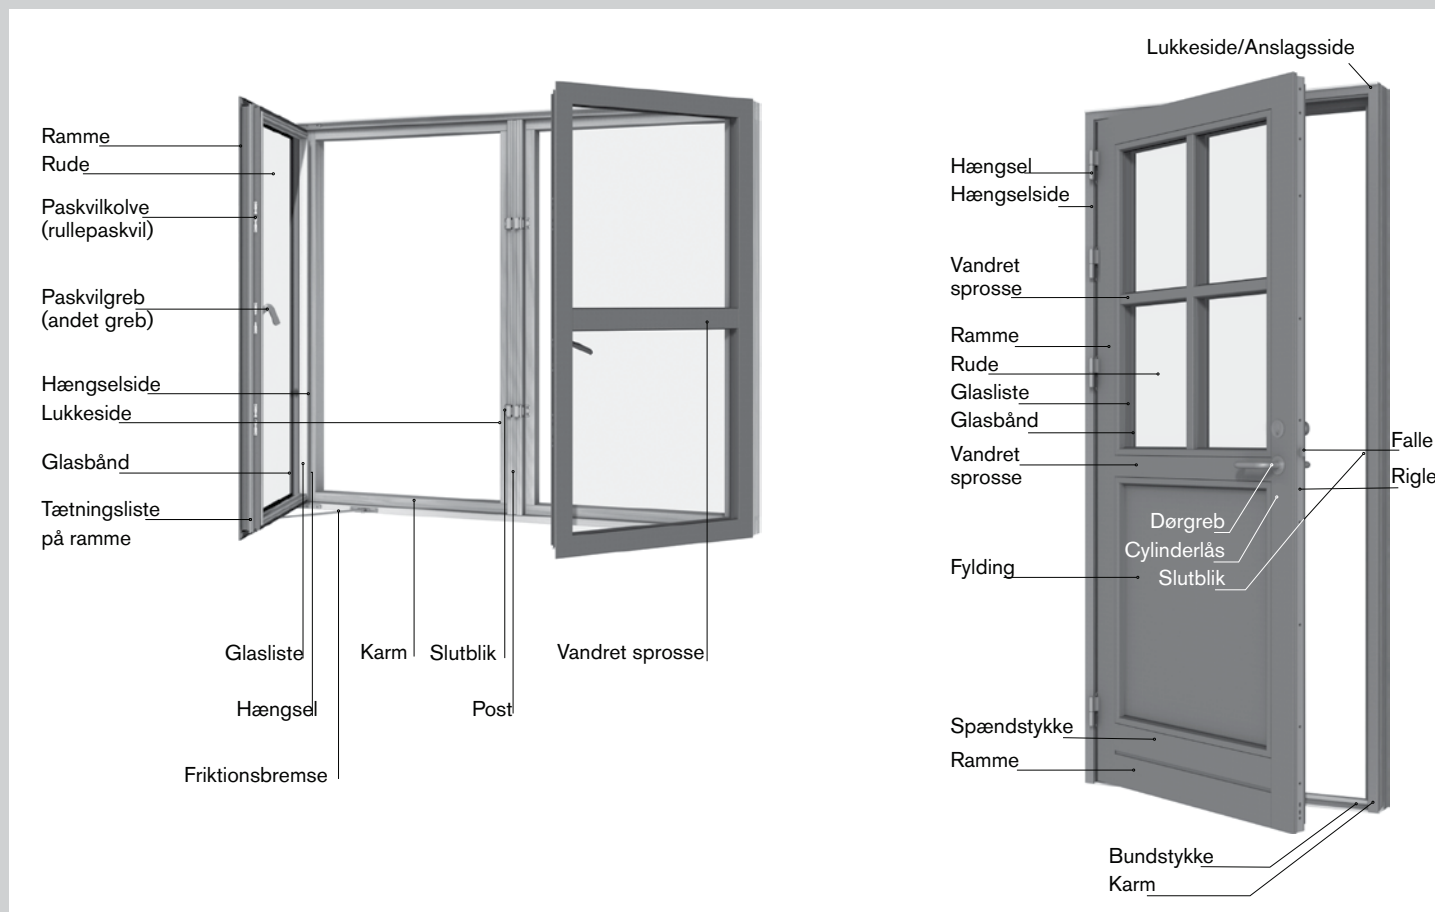 Ramme
Rude
Paskvilkolve
(rullepaskvil)
Paskvilgreb
(andet greb)
Hængselside
Lukkeside
Glasbånd
Tætningsliste
på ramme
Glasliste
Karm
Slutblik
Vandret sprosse
Hængsel
Post
Friktionsbremse
Lukkeside/Anslagsside
Hængsel
Hængselside
Vandret
sprosse
Ramme
Rude
Glasliste
Glasbånd
Vandret
sprosse
Falle
Rigle
Dørgreb
Cylinderlås
Slutblik
Fylding
Spændstykke
Ramme
Bundstykke
Karm